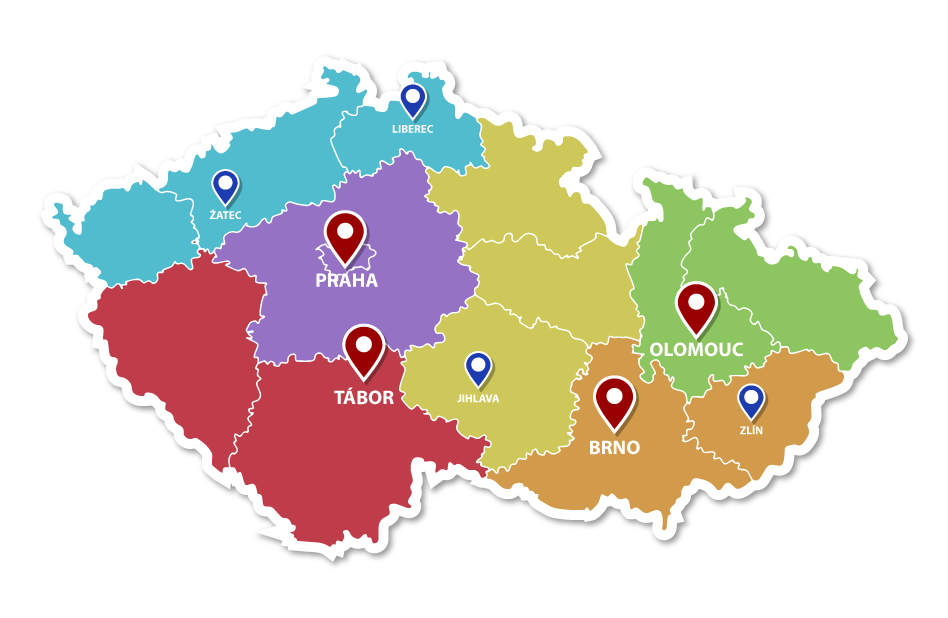 LIBEREC
ŽATEC
PRAHA
OLOMOUC
TÁBOR
JIHLAVA
ZLÍN
BRNO